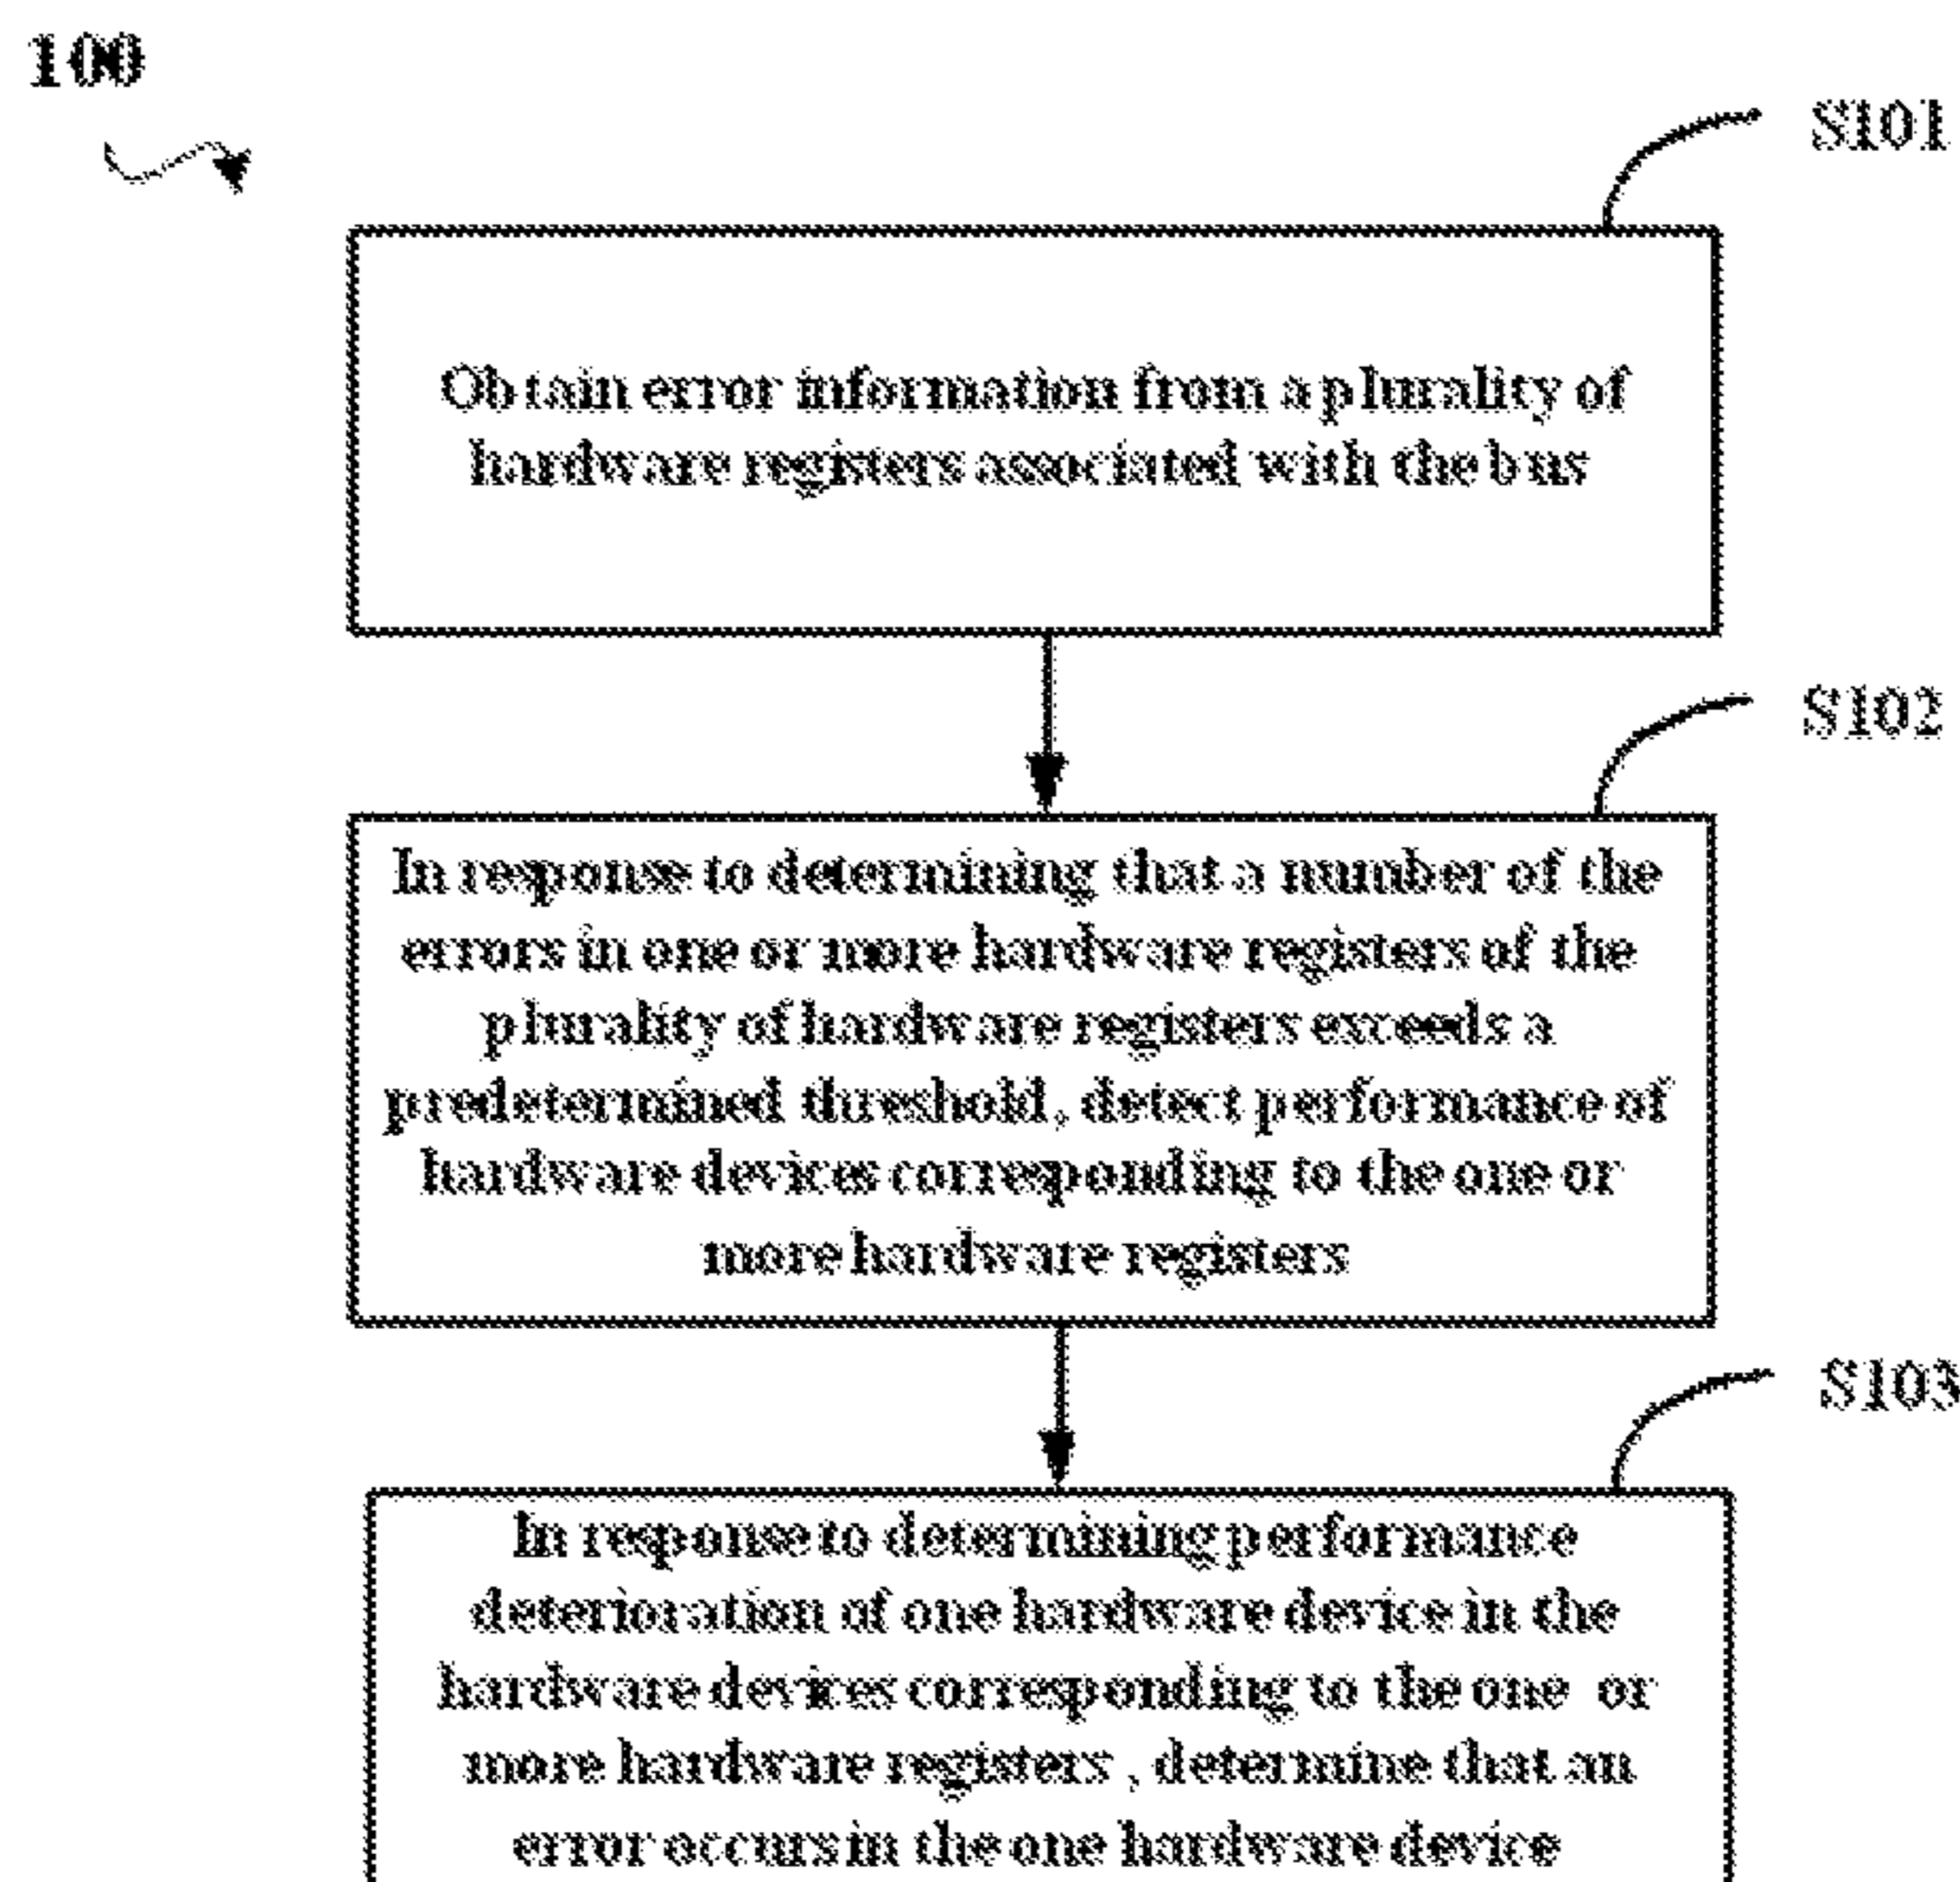 100
S101
Obtain error information from a plurality of
hardware registers associated with the bus
S102
In response to determining that a number of the
errors in one or more hardware registers of the
plurality of hardware registers exceeds a
predetermined threshold, detect performance of
hardware devices corresponding to the one or
more hardware registers
S103
In response to determining performance
deterioration of one hardware device in the
hardware devices corresponding to the one or
more hardware registers , determine that an
error occurs in the one hardware device